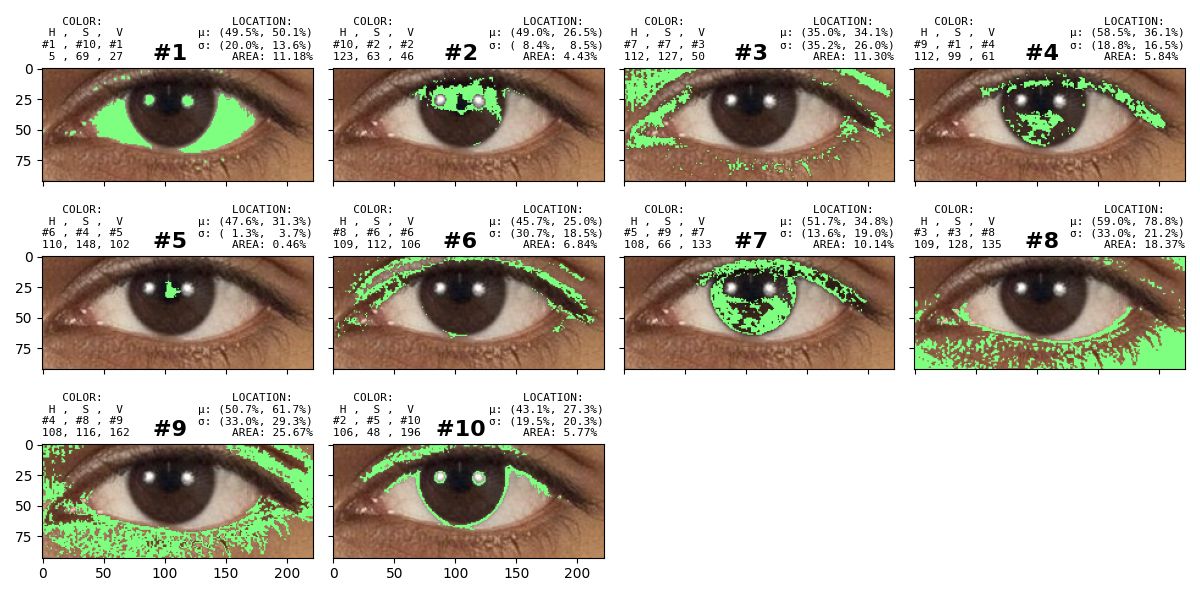 COLOR: LOCATION:
H , S , V μ: (49.5%, 50.1%)
#1 , #10, #1 #1 σ: (20.0%, 13.6%)
5 , 69 , 27 AREA: 11.18%
COLOR: LOCATION:
H , S , V μ: (49.0%, 26.5%)
#10, #2 , #2 #2 σ: ( 8.4%,  8.5%)
123, 63 , 46 AREA: 4.43%
COLOR: LOCATION:
H , S , V μ: (35.0%, 34.1%)
#7 , #7 , #3 #3 σ: (35.2%, 26.0%)
112, 127, 50 AREA: 11.30%
COLOR: LOCATION:
H , S , V μ: (58.5%, 36.1%)
#9 , #1 , #4 #4 σ: (18.8%, 16.5%)
112, 99 , 61 AREA: 5.84%
0
25
50
75
COLOR: LOCATION:
H , S , V μ: (47.6%, 31.3%)
#6 , #4 , #5 #5 σ: ( 1.3%,  3.7%)
110, 148, 102 AREA: 0.46%
COLOR: LOCATION:
H , S , V μ: (45.7%, 25.0%)
#8 , #6 , #6 #6 σ: (30.7%, 18.5%)
109, 112, 106 AREA: 6.84%
COLOR: LOCATION:
H , S , V μ: (51.7%, 34.8%)
#5 , #9 , #7 #7 σ: (13.6%, 19.0%)
108, 66 , 133 AREA: 10.14%
COLOR: LOCATION:
H , S , V μ: (59.0%, 78.8%)
#3 , #3 , #8 #8 σ: (33.0%, 21.2%)
109, 128, 135 AREA: 18.37%
0
25
50
75
COLOR: LOCATION:
H , S , V μ: (50.7%, 61.7%)
#4 , #8 , #9 #9 σ: (33.0%, 29.3%)
108, 116, 162 AREA: 25.67%
COLOR: LOCATION:
H , S , V μ: (43.1%, 27.3%)
#2 , #5 , #10 #10 σ: (19.5%, 20.3%)
106, 48 , 196 AREA: 5.77%
0
25
50
75
0 50 100 150 200
0 50 100 150 200